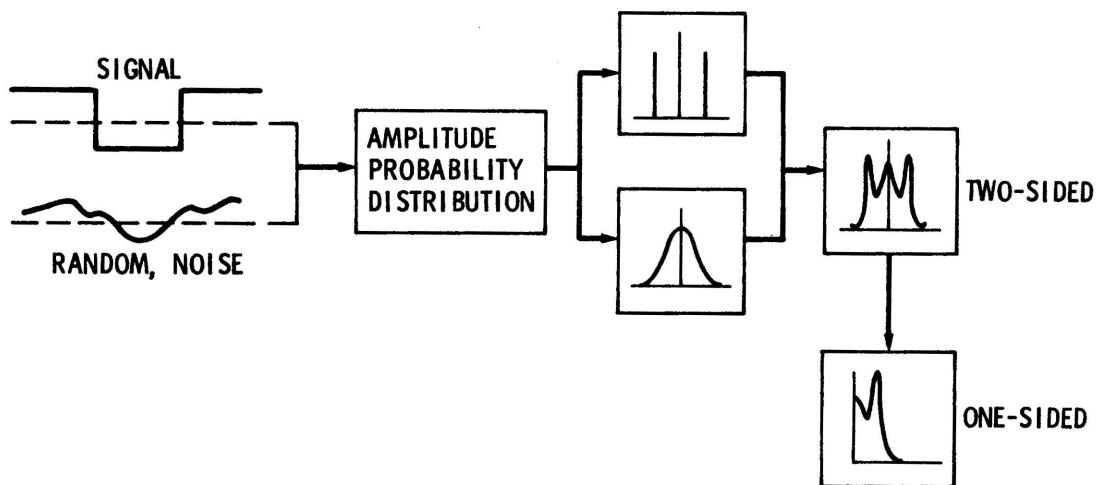 SIGNAL
RANDOM, NOISE
AMPLITUDE
PROBABILITY
DISTRIBUTION
TWO-SIDED
ONE-SIDED